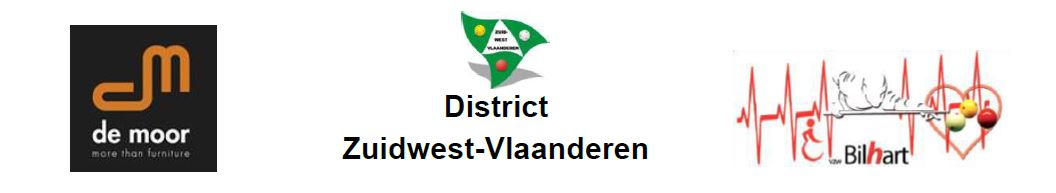 de moor
more than furniture
ZUID-
WEST
VLAANDEREN
District
Zuidwest-Vlaanderen
vzw Bilhart